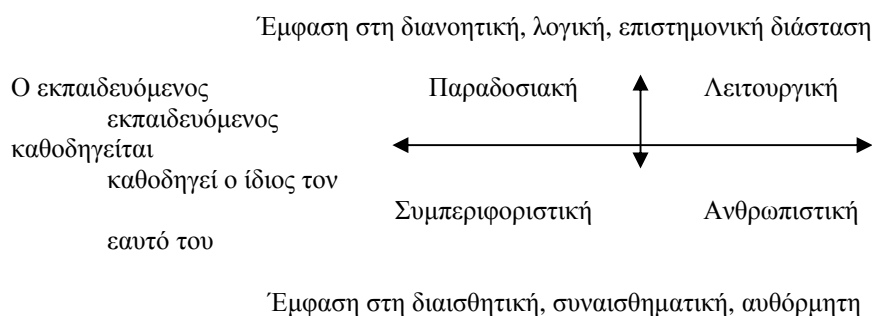 Έμφαση στη διανοητική, λογική, επιστημονική διάσταση
Ο εκπαιδευόμενος Παραδοσιακή Λειτουργική
εκπαιδευόμενος
καθοδηγείται
καθοδηγεί ο ίδιος τον
Συμπεριφοριστική Ανθρωπιστική
εαυτό του
Έμφαση στη διαισθητική, συναισθηματική, αυθόρμητη